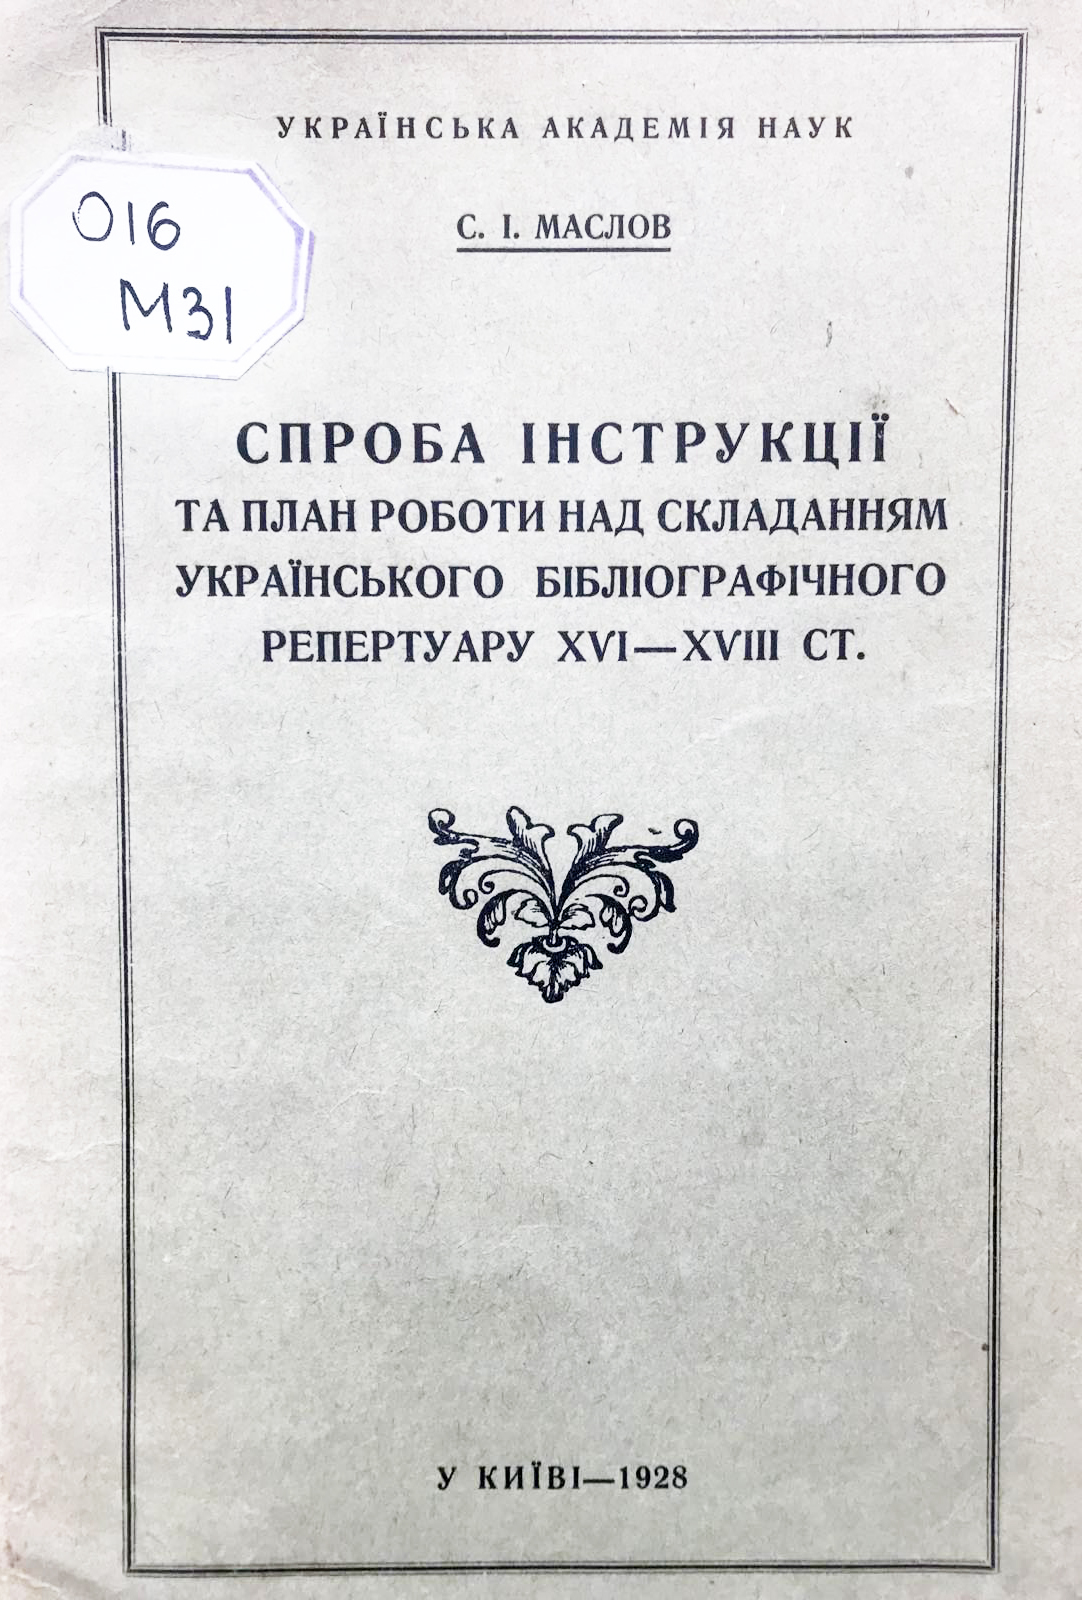 УКРАЇНСЬКА АКАДЕМІЯ НАУК
016
М31
С. І. МАСЛОВ
СПРОБА ІНСТРУКЦІЇ
ТА ПЛАН РОБОТИ НАД СКЛАДАННЯМ
УКРАЇНСЬКОГО БІБЛІОГРАФІЧНОГО
РЕПЕРТУАРУ XVI—XVIII СТ.
У КИЇВІ—1928